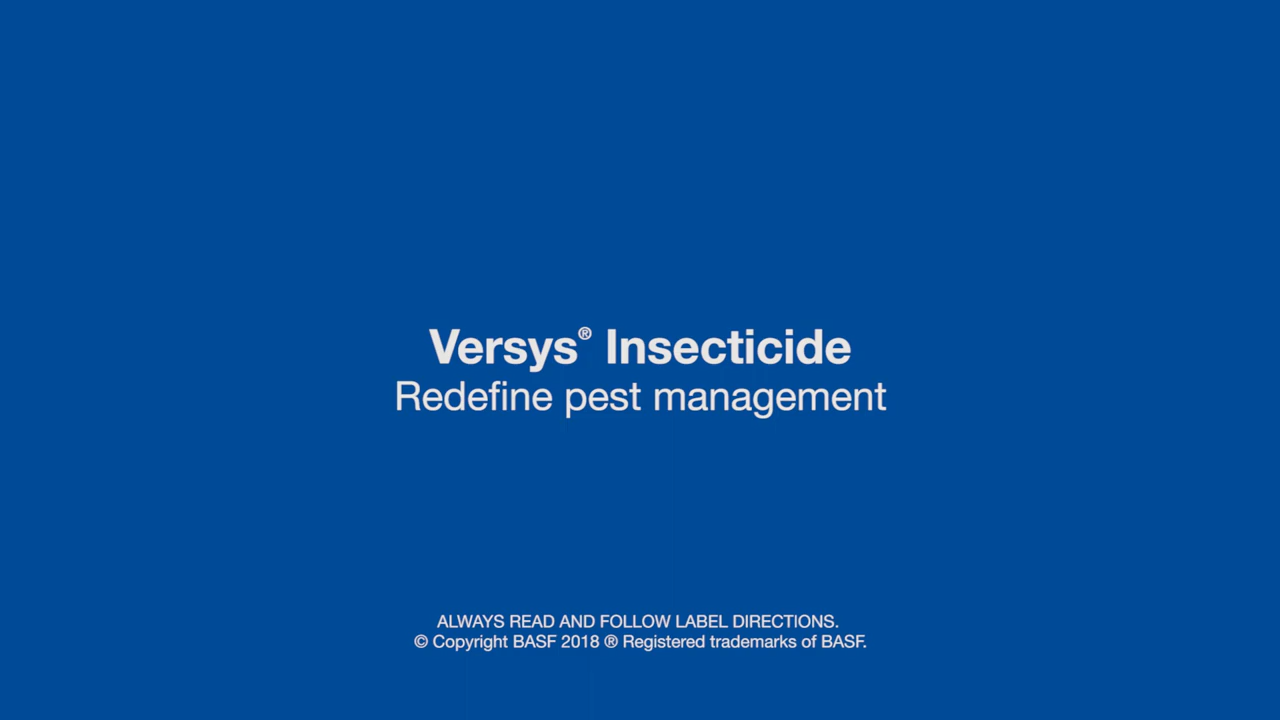 Versys® Insecticide
Redefine pest management
ALWAYS READ AND FOLLOW LABEL DIRECTIONS.
© Copyright BASF 2018 ® Registered trademarks of BASF.